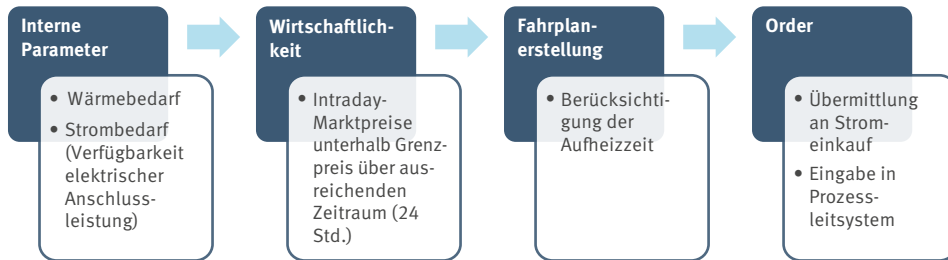 Interne
Parameter
• Wärmebedarf
• Strombedarf
(Verfügbarkeit
elektrischer
Anschluss-
leistung)
Wirtschaftlich-
keit
• Intraday-
Marktpreise
unterhalb Grenz-
preis über aus-
reichenden
Zeitraum (24
Std.)
Fahrplan-
erstellung
• Berücksichti-
gung der
Aufheizzeit
Order
• Übermittlung
an Strom-
einkauf
• Eingabe in
Prozess-
leitsystem